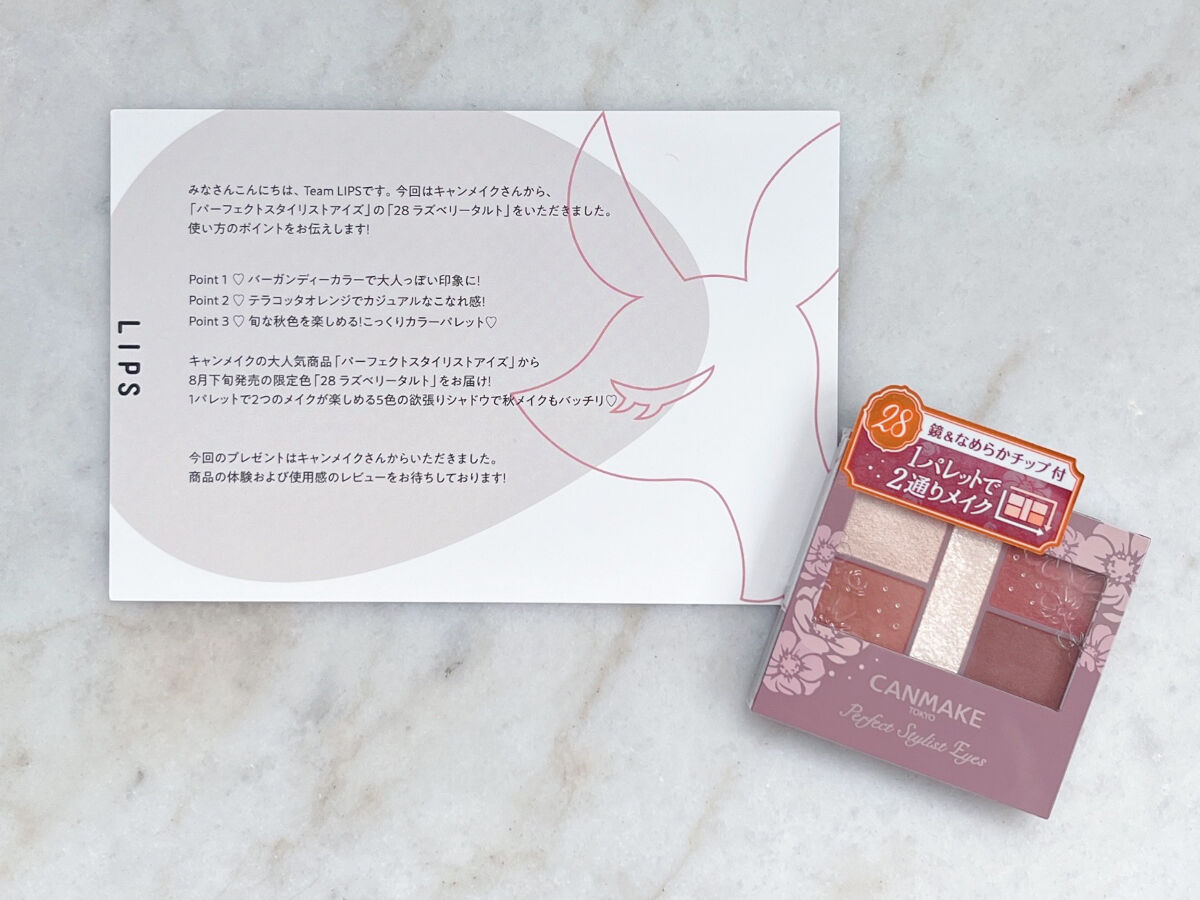 みなさんこんにちは、Team LIPSです。今回はキャンメイクさんから、
「パーフェクトスタイリストアイズ」の「28 ラズベリータルト」をいただきました。
使い方のポイントをお伝えします!
Point 1 ♡ バーガンディーカラーで大人っぽい印象に!
Point 2 ♡ テラコッタオレンジでカジュアルなこなれ感!
Point 3 ♡ 旬な秋色を楽しめる!こっくりカラーパレット♡
キャンメイクの大人気商品「パーフェクトスタイリストアイズ」から
8月下旬発売の限定色「28 ラズベリータルト」をお届け!
1パレットで2つのメイクが楽しめる5色の欲張りシャドウで秋メイクもバッチリ♡
今回のプレゼントはキャンメイクさんからいただきました。
商品の体験および使用感のレビューをお待ちしております!
LIPS
28
鏡&なめらかチップ付
1パレットで
2通りメイク
CANMAKE
TOKYO
Perfect Stylist Eyes